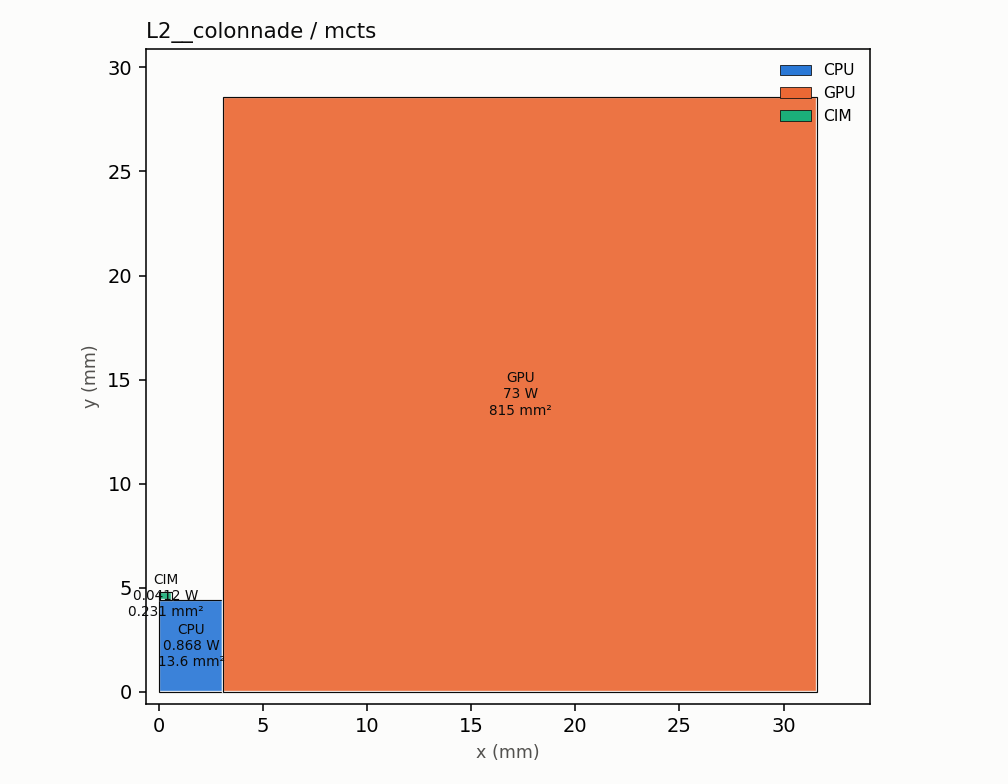 L2__colonnade / mcts
CPU
GPU
CIM
30
25
20
15
10
5
0
y (mm)
GPU
73 W
815 mm²
CIM
0.0412 W
0.231 mm²
CPU
0.868 W
13.6 mm²
0 5 10 15 20 25 30
x (mm)